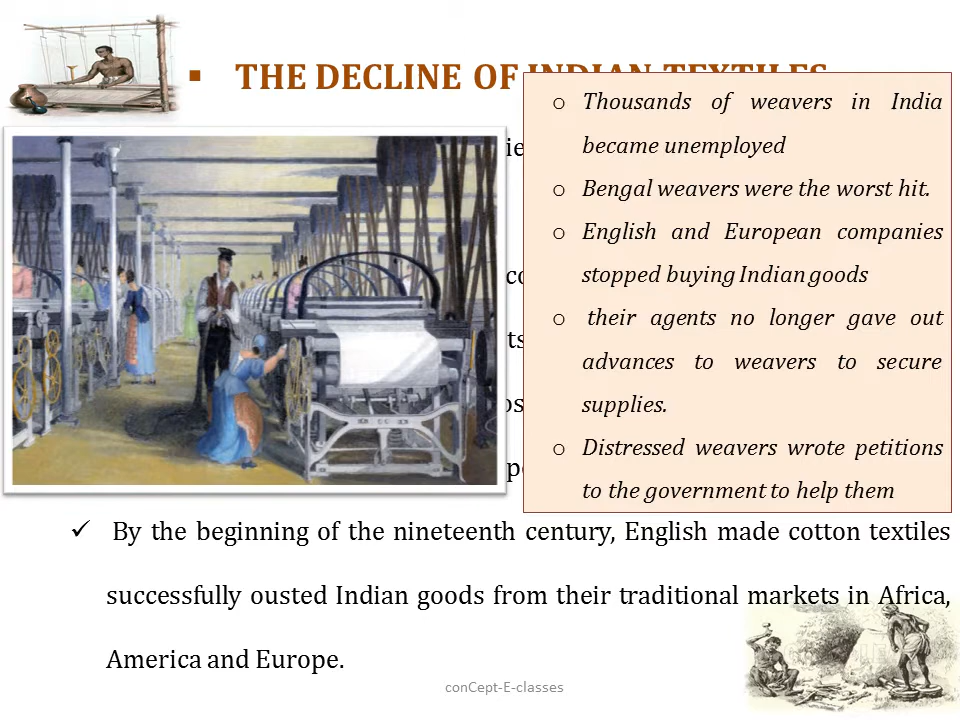 ▪ THE DECLINE OF INDIAN TEXTILES
o Thousands of weavers in India
became unemployed
o Bengal weavers were the worst hit.
o English and European companies
stopped buying Indian goods
o their agents no longer gave out
advances to weavers to secure
supplies.
o Distressed weavers wrote petitions
to the government to help them
✓ By the beginning of the nineteenth century, English made cotton textiles
successfully ousted Indian goods from their traditional markets in Africa,
America and Europe.
conCept-E-classes